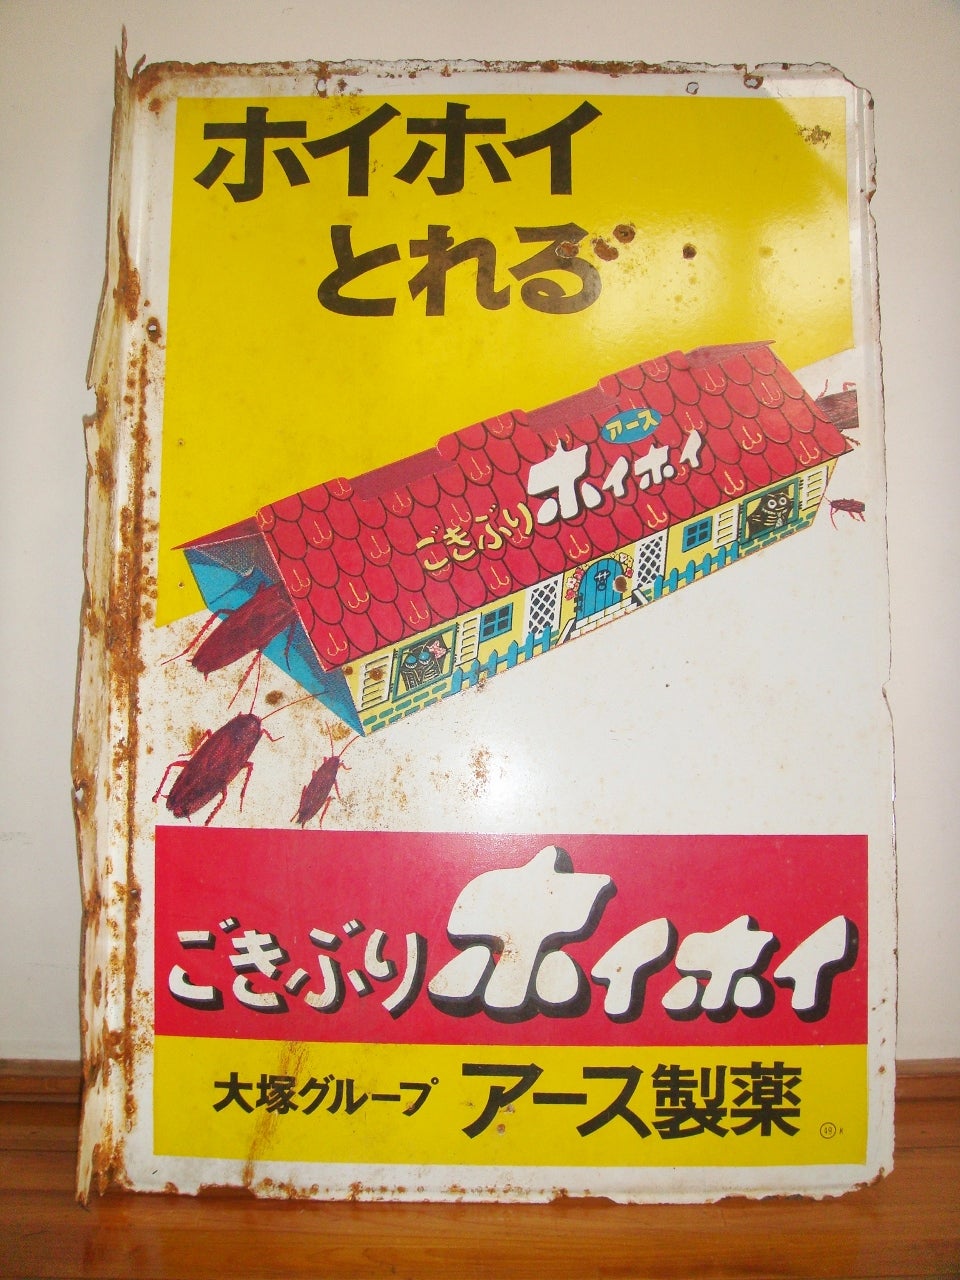 ホイホイ
とれる
アース
ごきぶりホイホイ
ごきぶりホイホイ
大塚グループ アース製薬
49 K